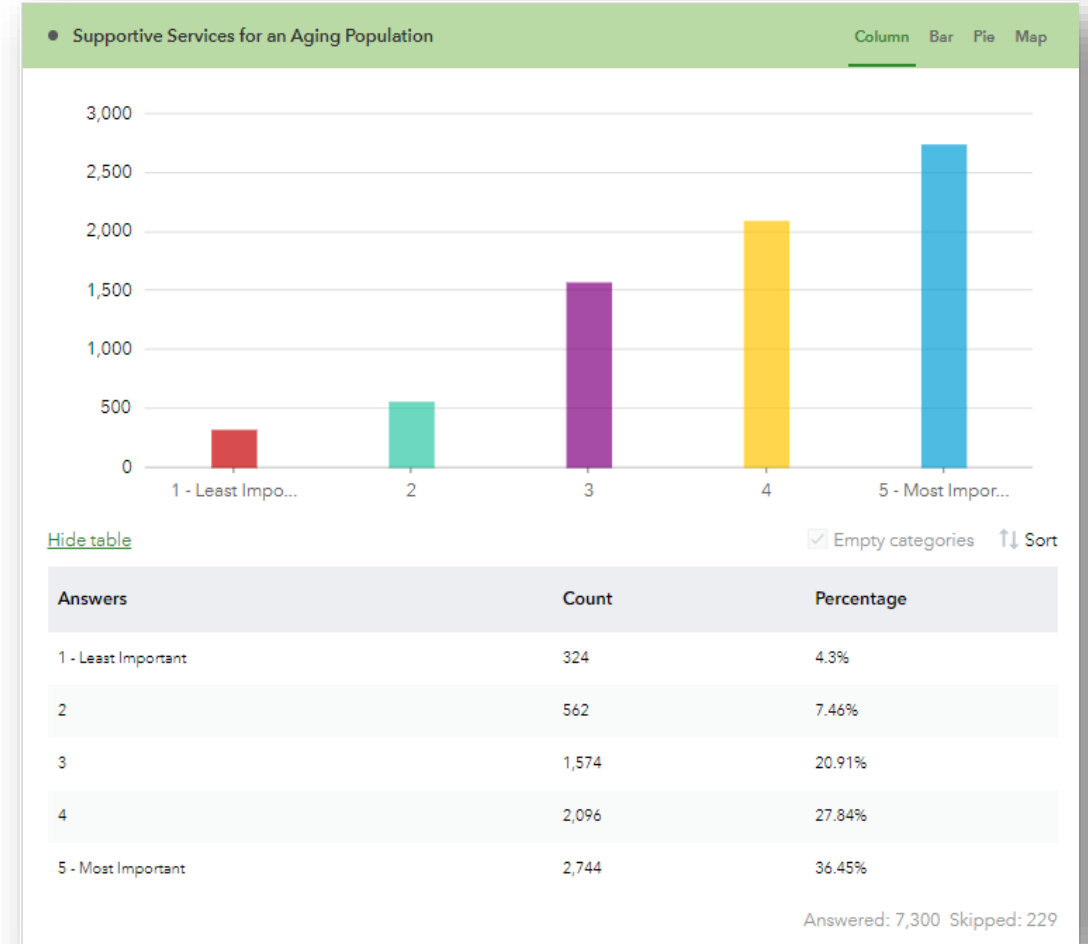 Supportive Services for an Aging Population Column Bar Pie Map
3,000
2,500
2,000
1,500
1,000
500
0
1 - Least Impo... 2 3 4 5 - Most Impor...
Hide table Empty categories Sort
Answers Count Percentage
1 - Least Important 324 4.3%
2 562 7.46%
3 1,574 20.91%
4 2,096 27.84%
5 - Most Important 2,744 36.45%
Answered: 7,300 Skipped: 229